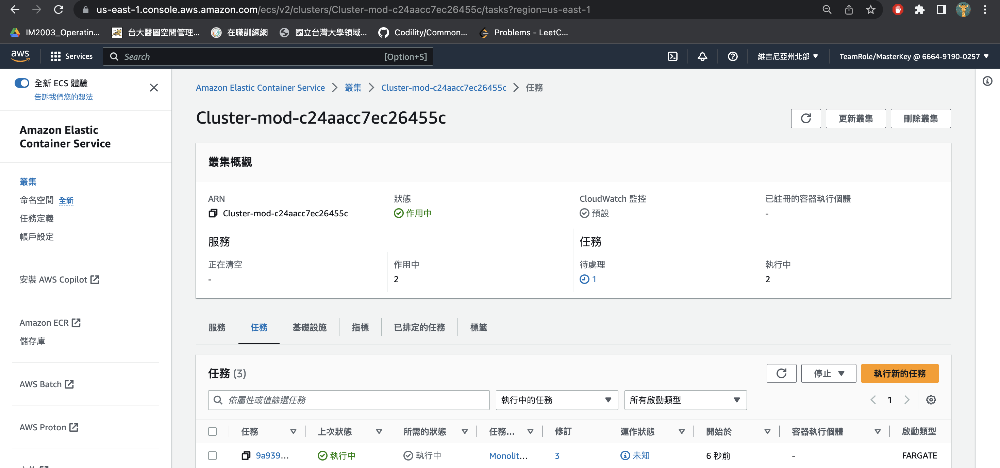 us-east-1.console.aws.amazon.com/ecs/v2/clusters/Cluster-mod-c24aacc7ec26455c/tasks?region=us-east-1
IM2003_Operatin... 台大醫圖空間管理... 在職訓練網 國立台灣大學領域... Codility/Common... Problems - LeetC...
aws Services Search [Option+S] 維吉尼亞州北部 TeamRole/MasterKey @ 6664-9190-0257
全新 ECS 體驗
告訴我們您的想法
Amazon Elastic
Container Service
叢集
命名空間 全新
任務定義
帳戶設定
安裝 AWS Copilot
Amazon ECR
儲存庫
AWS Batch
AWS Proton
Amazon Elastic Container Service 叢集 Cluster-mod-c24aacc7ec26455c 任務
Cluster-mod-c24aacc7ec26455c
更新叢集 刪除叢集
叢集概觀
ARN 狀態 CloudWatch 監控 已註冊的容器執行個體
Cluster-mod-c24aacc7ec26455c 作用中 預設 -
服務 任務
正在清空 作用中 待處理 執行中
- 2 1 2
服務 任務 基礎設施 指標 已排定的任務 標籤
任務 (3) 停止 執行新的任務
依屬性或值篩選任務 執行中的任務 所有啟動類型 1
任務 上次狀態 所需的狀態 任務... 修訂 運作狀態 開始於 容器執行個體 啟動類型
9a939... 執行中 執行中 Monolit... 3 未知 6 秒前 - FARGATE